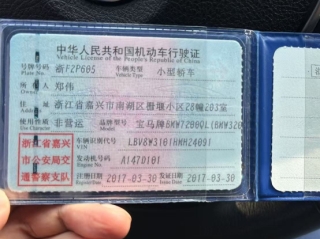 中华人民共和国机动车行驶证
Vehicle License of the People's Republic of China
号牌号码 浙F2P605 车辆类型 小型轿车
Plate No. Vehicle Type
所有人 郑伟
Owner
住址 浙江省嘉兴市南湖区 小区28幢203室
Address
使用性质 非营运 品牌型号 宝马牌BMW7200QL(BMW320
Use Character Model
浙江省嘉兴市公安局交通警察支队
车辆识别代号
VIN
发动机号码 A1470101
Engine No.
注册日期 2017-03-30 发证日期 2017-03-30
Register Date Issue Date